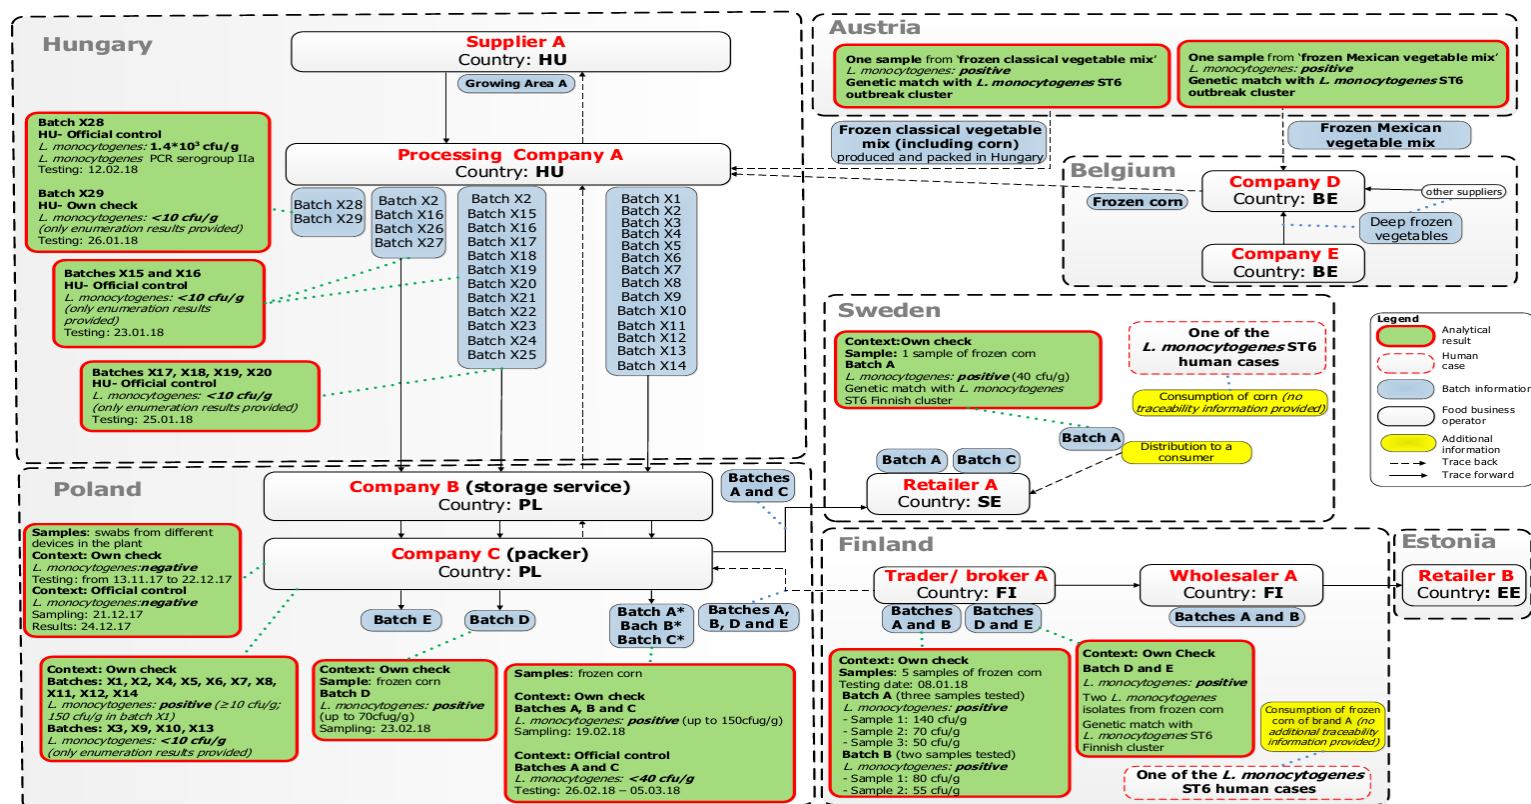 Hungary
Supplier A
Country: HU
Growing Area A
Batch X28
HU- Official control
L. monocytogenes: 1.4*10³ cfu/g
L. monocytogenes PCR serogroup IIa
Testing: 12.02.18
Batch X29
HU- Own check
L. monocytogenes: <10 cfu/g
(only enumeration results provided)
Testing: 26.01.18
Processing Company A
Country: HU
Batch X28
Batch X29
Batch X2
Batch X16
Batch X26
Batch X27
Batch X2
Batch X15
Batch X16
Batch X17
Batch X18
Batch X19
Batch X20
Batch X21
Batch X22
Batch X23
Batch X24
Batch X25
Batch X1
Batch X2
Batch X3
Batch X4
Batch X5
Batch X6
Batch X7
Batch X8
Batch X9
Batch X10
Batch X11
Batch X12
Batch X13
Batch X14
Batches X15 and X16
HU- Official control
L. monocytogenes: <10 cfu/g
(only enumeration results
provided)
Testing: 23.01.18
Batches X17, X18, X19, X20
HU- Official control
L. monocytogenes: <10 cfu/g
(only enumeration results provided)
Testing: 25.01.18
Austria
One sample from ‘frozen classical vegetable mix’
L. monocytogenes: positive
Genetic match with L. monocytogenes ST6
outbreak cluster
One sample from ‘frozen Mexican vegetable mix’
L. monocytogenes: positive
Genetic match with L. monocytogenes ST6
outbreak cluster
Frozen classical vegetable
mix (including corn)
produced and packed in Hungary
Frozen Mexican
vegetable mix
Belgium
Company D
Country: BE
other suppliers
Frozen corn
Deep frozen
vegetables
Company E
Country: BE
Sweden
Context:Own check
Sample: 1 sample of frozen corn
Batch A
L. monocytogenes: positive (40 cfu/g)
Genetic match with L. monocytogenes
ST6 Finnish cluster
One of the
L. monocytogenes ST6
human cases
Consumption of corn (no
traceability information provided)
Batch A
Distribution to a
consumer
Batch A
Batch C
Retailer A
Country: SE
Legend
Analytical
result
Human
case
Batch information
Food business
operator
Additional
information
Trace back
Trace forward
Poland
Company B (storage service)
Country: PL
Batches
A and C
Company C (packer)
Country: PL
Samples: swabs from different
devices in the plant
Context: Own check
L. monocytogenes:negative
Testing: from 13.11.17 to 22.12.17
Context: Official control
L. monocytogenes:negative
Sampling: 21.12.17
Results: 24.12.17
Batch E
Batch D
Batch A*
Bach B*
Batch C*
Batches A,
B, D and E
Context: Own check
Batches: X1, X2, X4, X5, X6, X7, X8,
X11, X12, X14
L. monocytogenes: positive (≥10 cfu/g;
150 cfu/g in batch X1)
Batches: X3, X9, X10, X13
L. monocytogenes: <10 cfu/g
(only enumeration results provided)
Context: Own check
Sample: frozen corn
Batch D
L. monocytogenes: positive
(up to 70cfug/g)
Sampling: 23.02.18
Samples: frozen corn
Context: Own check
Batches A, B and C
L. monocytogenes: positive (up to 150cfug/g)
Sampling: 19.02.18
Context: Official control
Batches A and C
L. monocytogenes: <40 cfu/g
Testing: 26.02.18 – 05.03.18
Finland
Trader/ broker A
Country: FI
Wholesaler A
Country: FI
Batches
A and B
Batches
D and E
Batches A and B
Context: Own check
Samples: 5 samples of frozen corn
Testing date: 08.01.18
Batch A (three samples tested)
L. monocytogenes: positive
- Sample 1: 140 cfu/g
- Sample 2: 70 cfu/g
- Sample 3: 50 cfu/g
Batch B (two samples tested)
L. monocytogenes: positive
- Sample 1: 80 cfu/g
- Sample 2: 55 cfu/g
Context: Own Check
Batch D and E
L. monocytogenes: positive
Two L. monocytogenes
isolates from frozen corn
Genetic match with
L. monocytogenes ST6
Finnish cluster
Consumption of frozen
corn of brand A (no
additional traceability
information provided)
One of the L. monocytogenes
ST6 human cases
Estonia
Retailer B
Country: EE